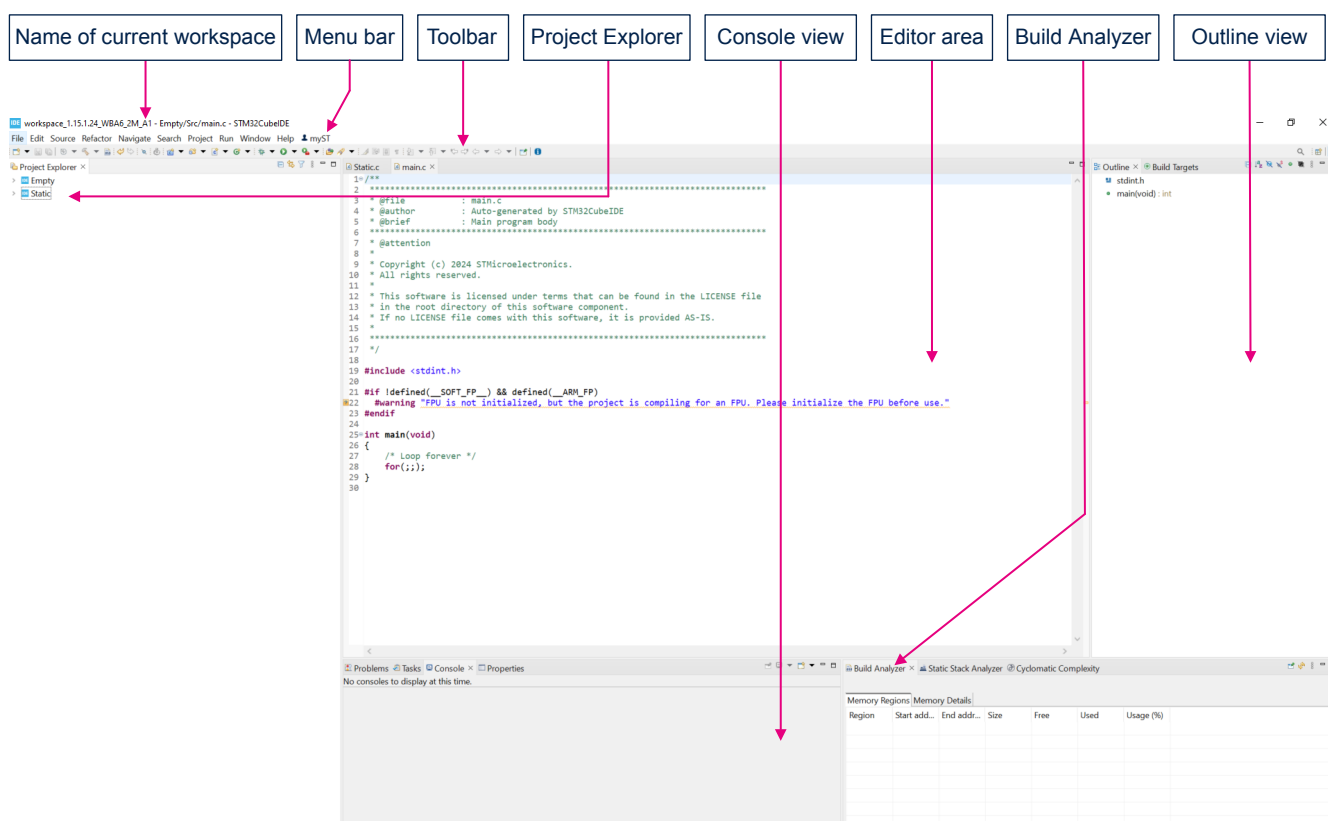 Name of current workspace
Menu bar
Toolbar
Project Explorer
Console view
Editor area
Build Analyzer
Outline view
IDE workspace_1.15.1.24_WBA6_2M_A1 - Empty/Src/main.c - STM32CubeIDE
File Edit Source Refactor Navigate Search Project Run Window Help myST
Project Explorer
Empty
Static
Static.c main.c
1 /**
2 ******************************************************************************
3 * @file : main.c
4 * @author : Auto-generated by STM32CubeIDE
5 * @brief : Main program body
6 ******************************************************************************
7 * @attention
8 *
9 * Copyright (c) 2024 STMicroelectronics.
10 * All rights reserved.
11 *
12 * This software is licensed under terms that can be found in the LICENSE file
13 * in the root directory of this software component.
14 * If no LICENSE file comes with this software, it is provided AS-IS.
15 *
16 ******************************************************************************
17 */
18
19 #include <stdint.h>
20
21 #if !defined(__SOFT_FP__) && defined(__ARM_FP)
22 #warning "FPU is not initialized, but the project is compiling for an FPU. Please initialize the FPU before use."
23 #endif
24
25 int main(void)
26 {
27 /* Loop forever */
28 for(;;);
29 }
30
Outline Build Targets
stdint.h
main(void) : int
Problems Tasks Console Properties
No consoles to display at this time.
Build Analyzer Static Stack Analyzer Cyclomatic Complexity
Memory Regions Memory Details
Region Start add... End addr... Size Free Used Usage (%)